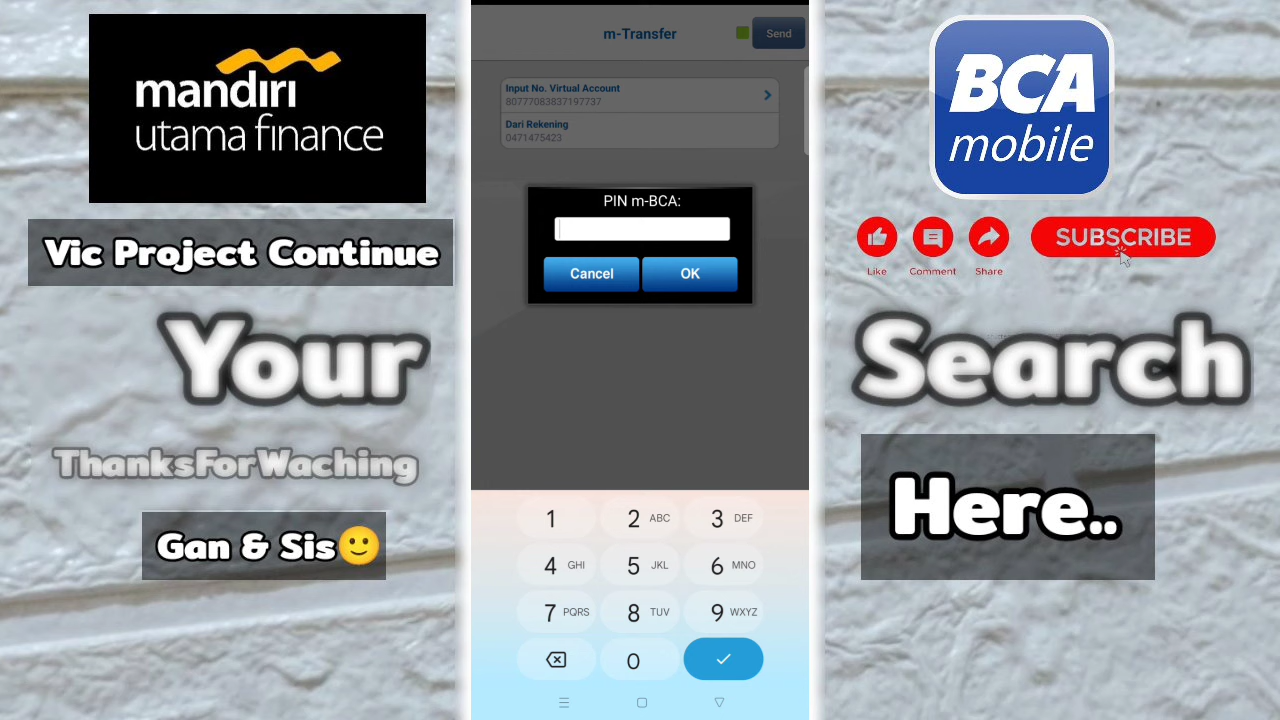 mandiri
utama finance
Vic Project Continue
Your
ThanksForWaching
Gan & Sis
m-Transfer
Send
Input No. Virtual Account
80777083837197737
Dari Rekening
0471475423
PIN m-BCA:
Cancel
OK
1
2 ABC
3 DEF
4 GHI
5 JKL
6 MNO
7 PQRS
8 TUV
9 WXYZ
0
BCA
mobile
SUBSCRIBE
Like
Comment
Share
Search
Here..